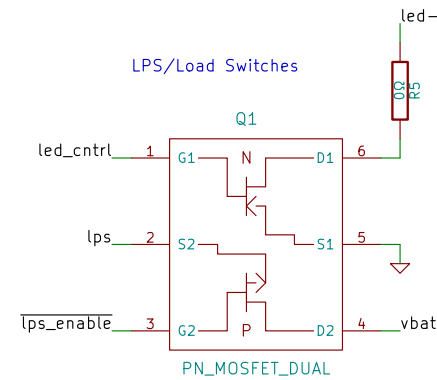 led-
LPS/Load Switches
0Ω
R5
Q1
led_cntrl 1 G1 N D1 6
lps 2 S2 S1 5
lps_enable 3 G2 P D2 4 vbat
PN_MOSFET_DUAL